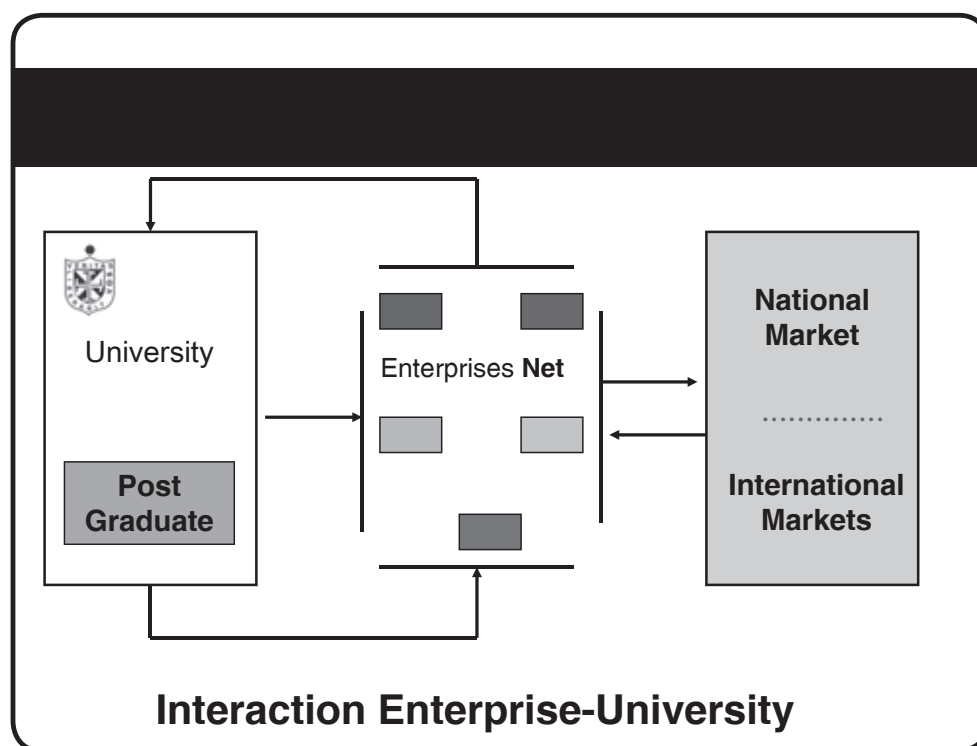 University
Post
Graduate
Enterprises Net
National
Market
International
Markets
Interaction Enterprise-University